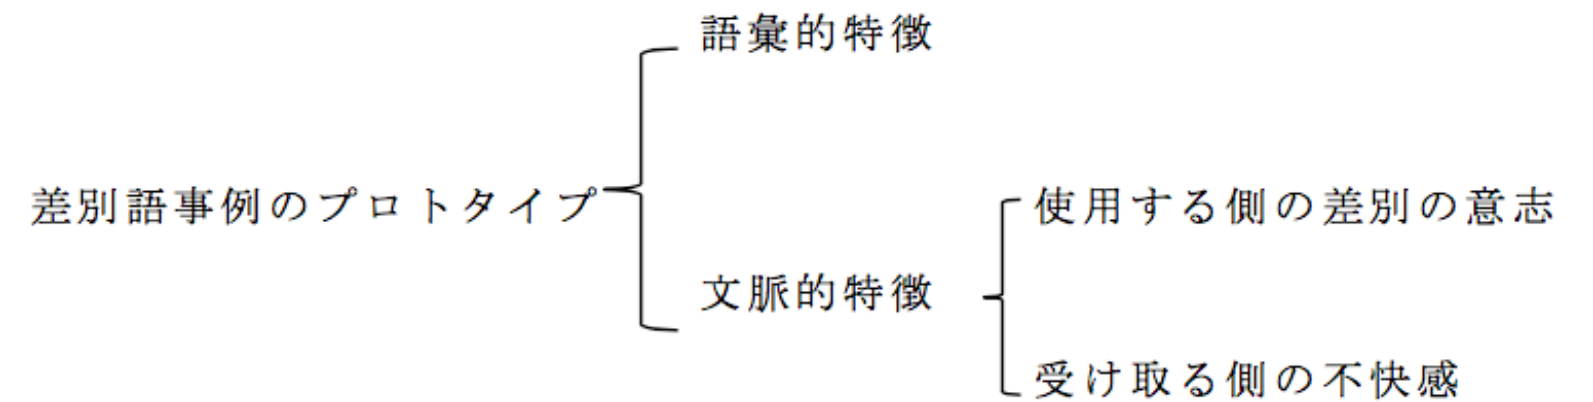 語彙的特徴
差別語事例のプロトタイプ
使用する側の差別の意志
文脈的特徴
受け取る側の不快感